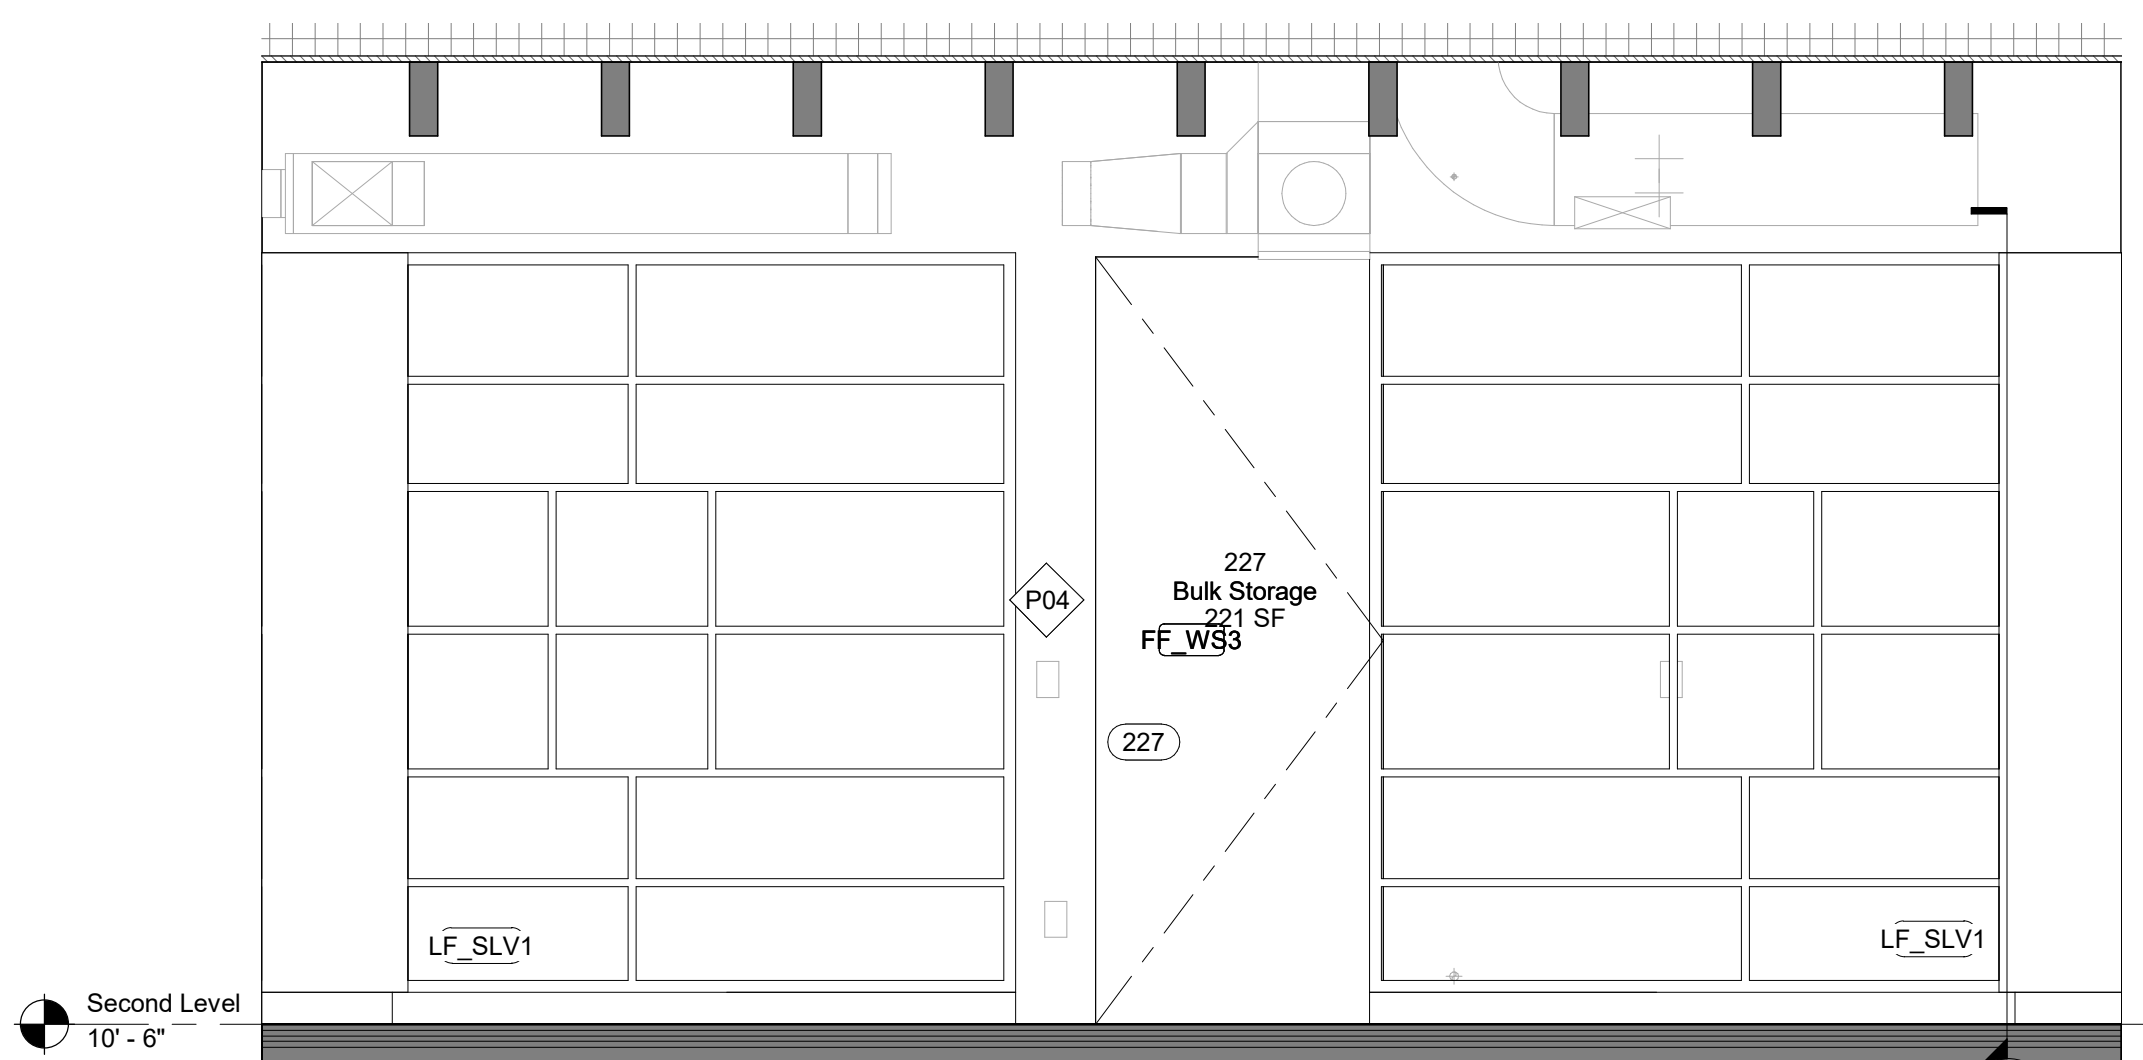 227
Bulk Storage
221 SF
P04
FF_WS3
227
LF_SLV1
LF_SLV1
Second Level
10' - 6"